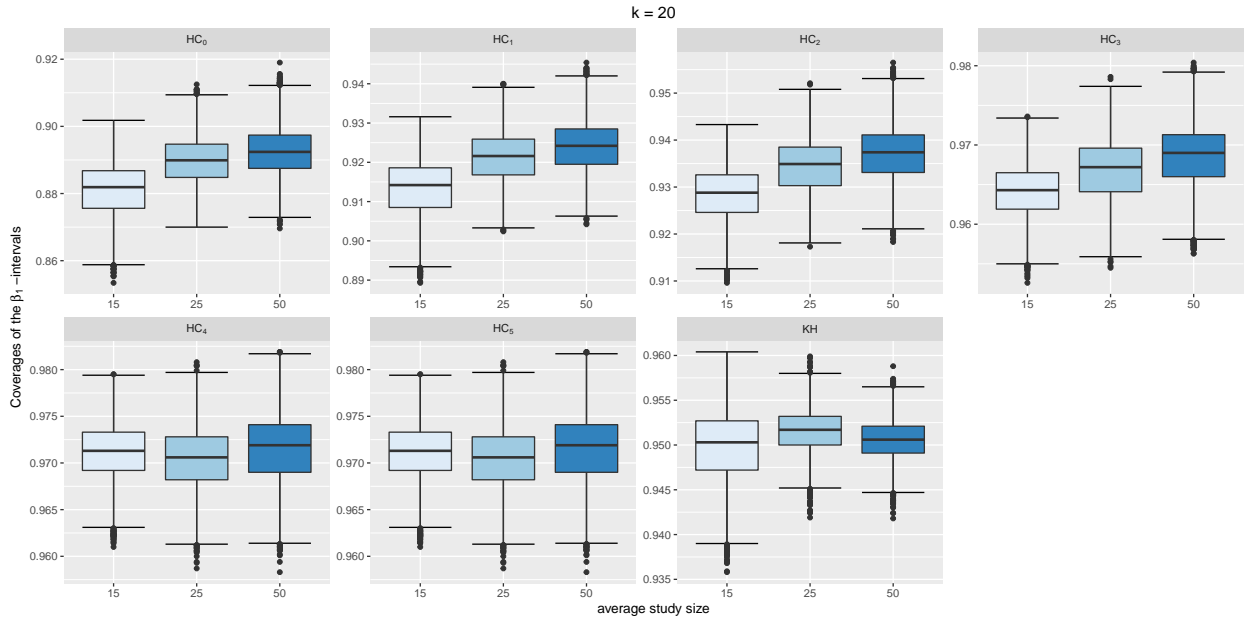 k = 20
Coverages of the β₁ −intervals
HC₀
0.92
0.90
0.88
0.86
15 25 50
HC₁
0.94
0.93
0.92
0.91
0.90
0.89
15 25 50
HC₂
0.95
0.94
0.93
0.92
0.91
15 25 50
HC₃
0.98
0.97
0.96
15 25 50
HC₄
0.980
0.975
0.970
0.965
0.960
15 25 50
HC₅
0.980
0.975
0.970
0.965
0.960
15 25 50
KH
0.960
0.955
0.950
0.945
0.940
0.935
15 25 50
average study size